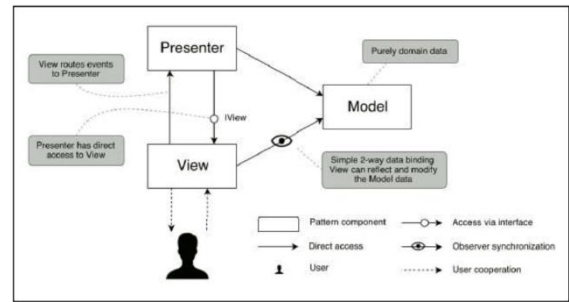 Presenter
View routes events
to Presenter
Purely domain data
Model
IView
Presenter has direct
access to View
View
Simple 2-way data binding
View can reflect and modify
the Model data
Pattern component
Access via interface
Direct access
Observer synchronization
User
User cooperation